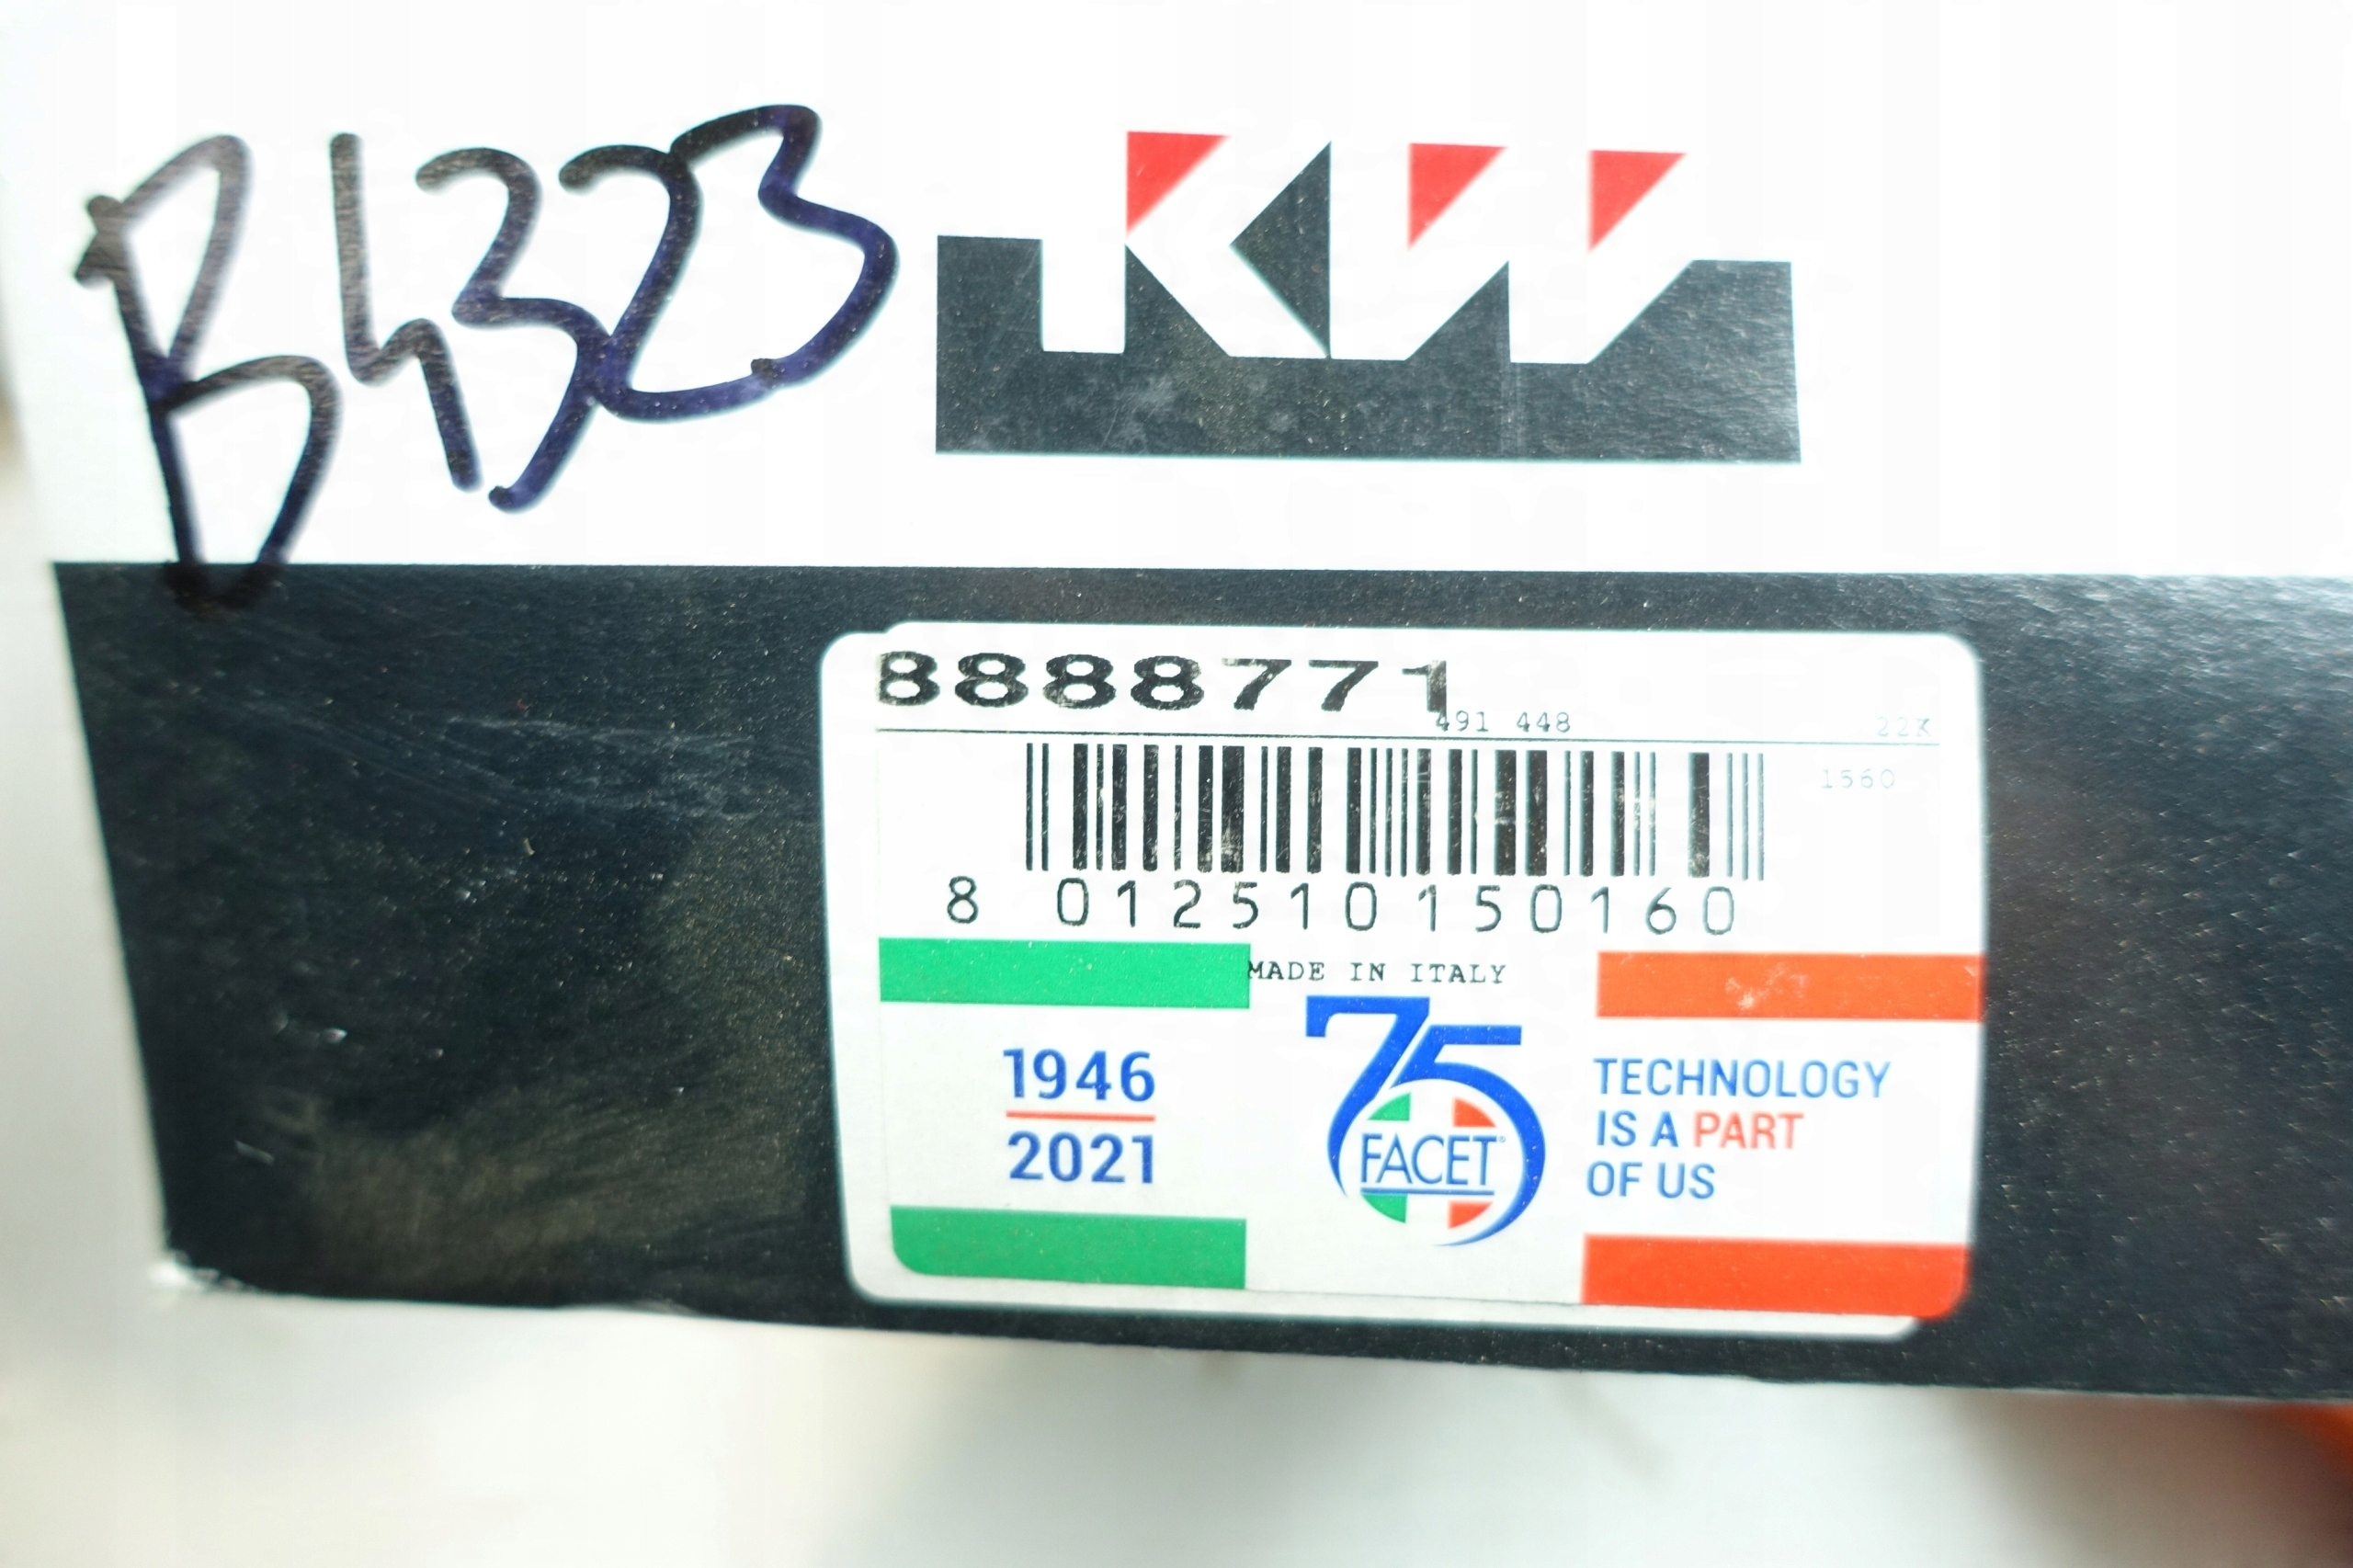 B4323
KW
8888771
491 448 22K
1560
8 012510 150160
MADE IN ITALY
1946
2021
75
FACET®
TECHNOLOGY
IS A PART
OF US